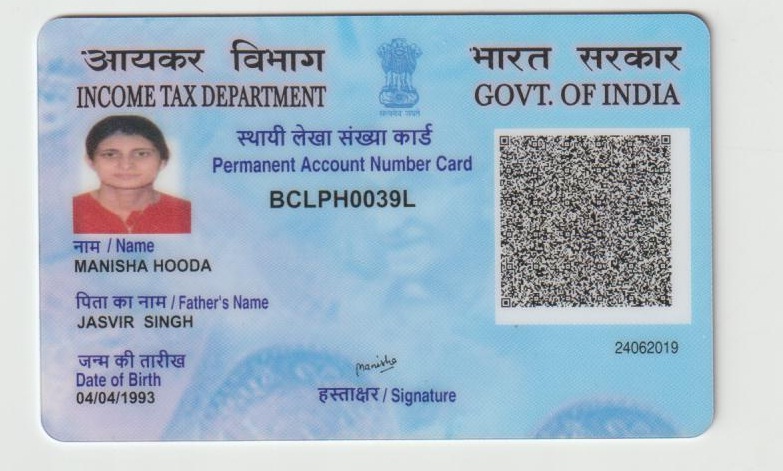 आयकर विभाग
INCOME TAX DEPARTMENT
भारत सरकार
GOVT. OF INDIA
सत्यमेव जयते
स्थायी लेखा संख्या कार्ड
Permanent Account Number Card
BCLPH0039L
नाम / Name
MANISHA HOODA
पिता का नाम / Father's Name
JASVIR SINGH
जन्म की तारीख
Date of Birth
04/04/1993
Manisha
हस्ताक्षर / Signature
24062019